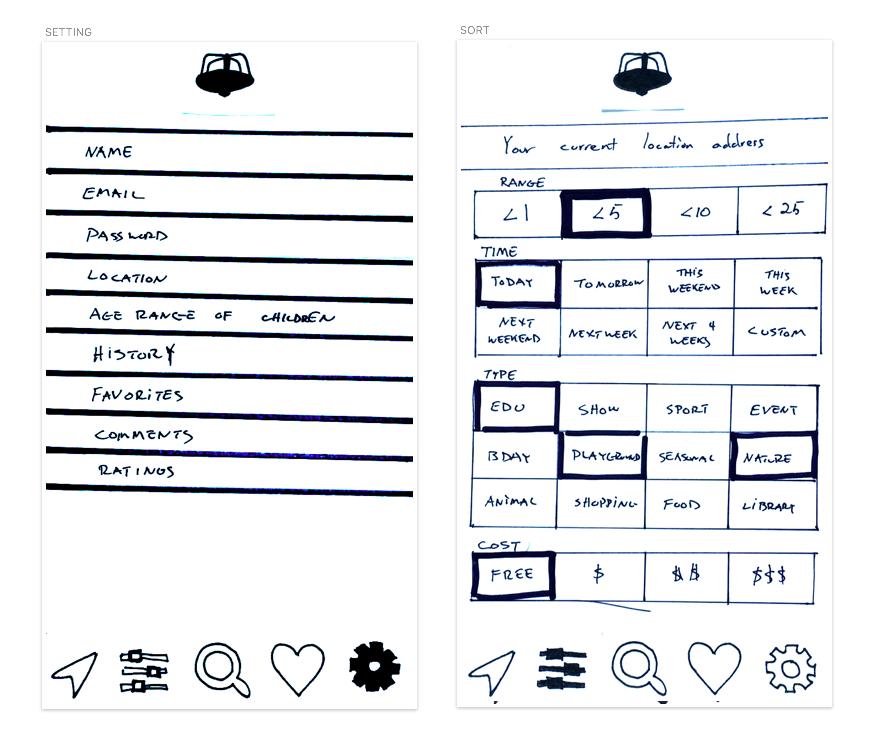 SETTING
NAME
EMAIL
PASSWORD
LOCATION
AGE RANGE OF CHILDREN
HISTORY
FAVORITES
COMMENTS
RATINGS
SORT
Your current location address
RANGE
<1 <5 <10 <25
TIME
TODAY TOMORROW THIS WEEKEND THIS WEEK
NEXT WEEKEND NEXT WEEK NEXT 4 WEEKS CUSTOM
TYPE
EDU SHOW SPORT EVENT
BDAY PLAYGROUND SEASONAL NATURE
ANIMAL SHOPPING FOOD LIBRARY
COST
FREE $ $$ $$$